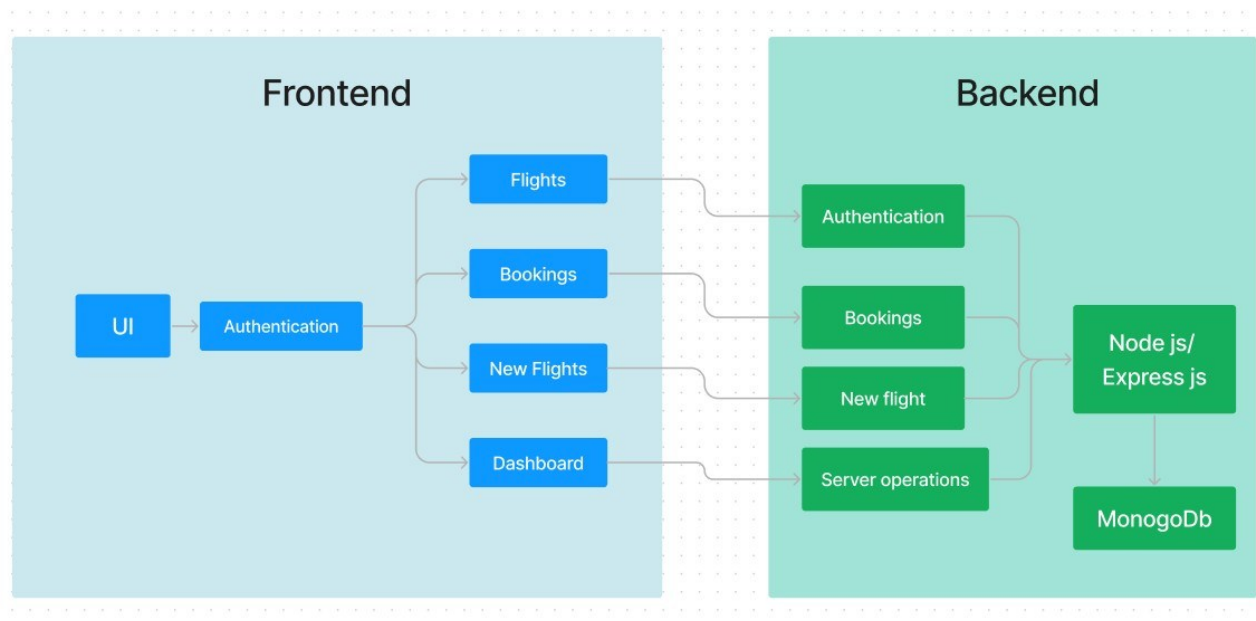 Frontend
Backend
UI
Authentication
Flights
Bookings
New Flights
Dashboard
Authentication
Bookings
New flight
Server operations
Node js/
Express js
MonogoDb